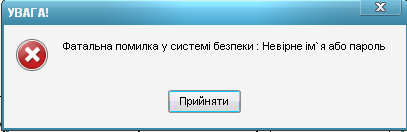 УВАГА!
Фатальна помилка у системі безпеки : Невірне ім`я або пароль
Прийняти